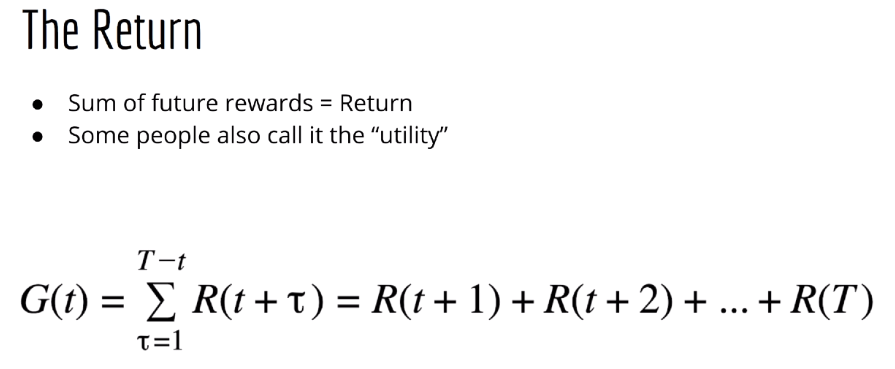 The Return
● Sum of future rewards = Return
● Some people also call it the “utility”
T−t
G(t) = ∑ R(t + τ) = R(t + 1) + R(t + 2) + ... + R(T)
τ=1